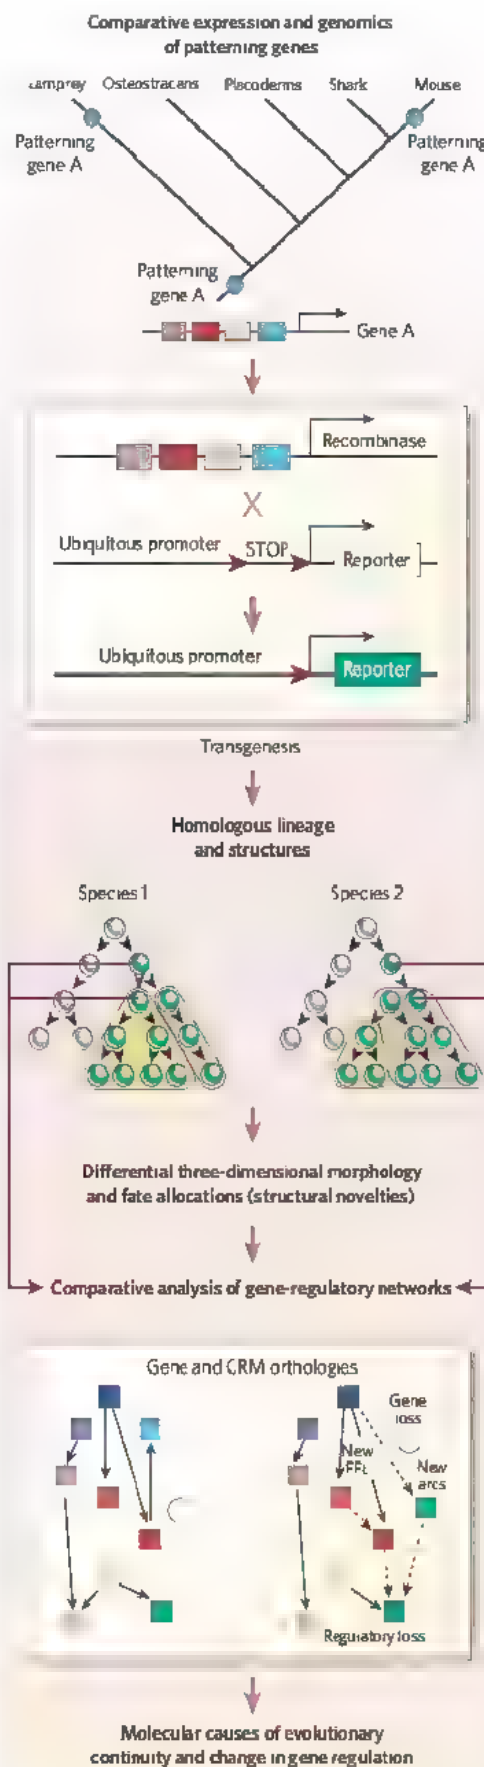 Comparative expression and genomics
of patterning genes
Lamprey Osteostracans Placoderms Shark Mouse
Patterning
gene A
Patterning
gene A
Patterning
gene A
Gene A
Recombinase
X
Ubiquitous promoter STOP Reporter
Ubiquitous promoter Reporter
Transgenesis
Homologous lineage
and structures
Species 1 Species 2
Differential three-dimensional morphology
and fate allocations (structural novelties)
Comparative analysis of gene-regulatory networks
Gene and CRM orthologies
Gene
loss
New
FFL
New
arcs
Regulatory loss
Molecular causes of evolutionary
continuity and change in gene regulation